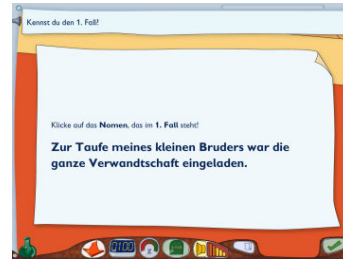 Kennst du den 1. Fall?
Klicke auf das Nomen, das im 1. Fall steht!
Zur Taufe meines kleinen Bruders war die
ganze Verwandtschaft eingeladen.